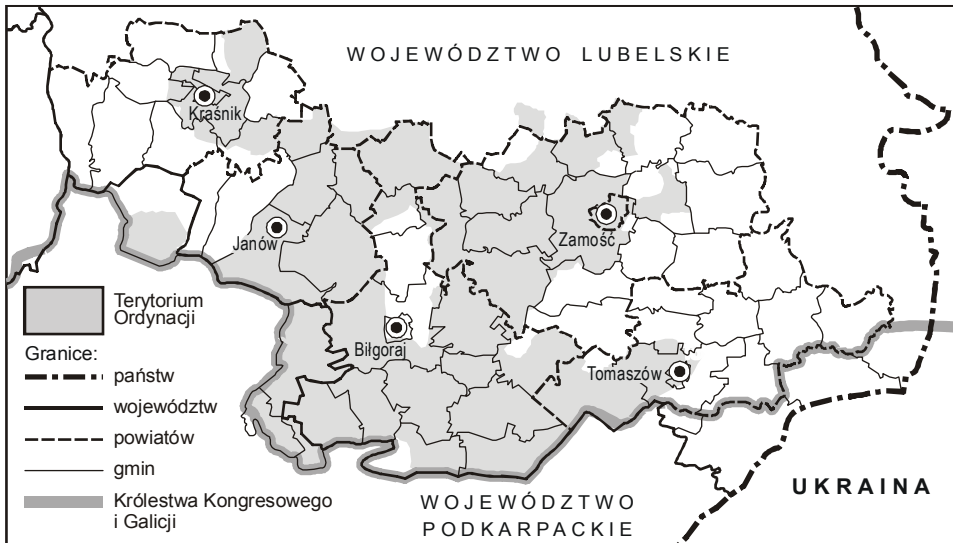 WOJEWÓDZTWO LUBELSKIE
Kraśnik
Janów
Zamość
Biłgoraj
Tomaszów
Terytorium
Ordynacji
Granice:
państw
województw
powiatów
gmin
Królestwa Kongresowego
i Galicji
WOJEWÓDZTWO
PODKARPACKIE
UKRAINA